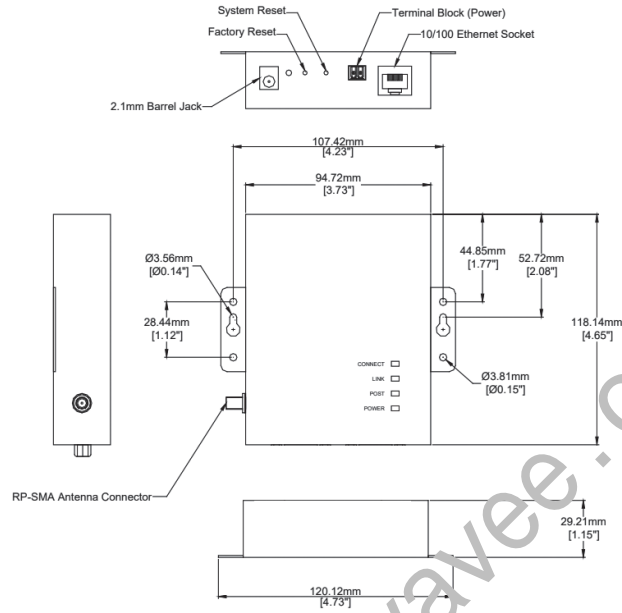 System Reset
Factory Reset
Terminal Block (Power)
10/100 Ethernet Socket
2.1mm Barrel Jack
107.42mm
[4.23"]
94.72mm
[3.73"]
Ø3.56mm
[Ø0.14"]
28.44mm
[1.12"]
44.85mm
[1.77"]
52.72mm
[2.08"]
118.14mm
[4.65"]
Ø3.81mm
[Ø0.15"]
CONNECT
LINK
POST
POWER
RP-SMA Antenna Connector
29.21mm
[1.15"]
120.12mm
[4.73"]